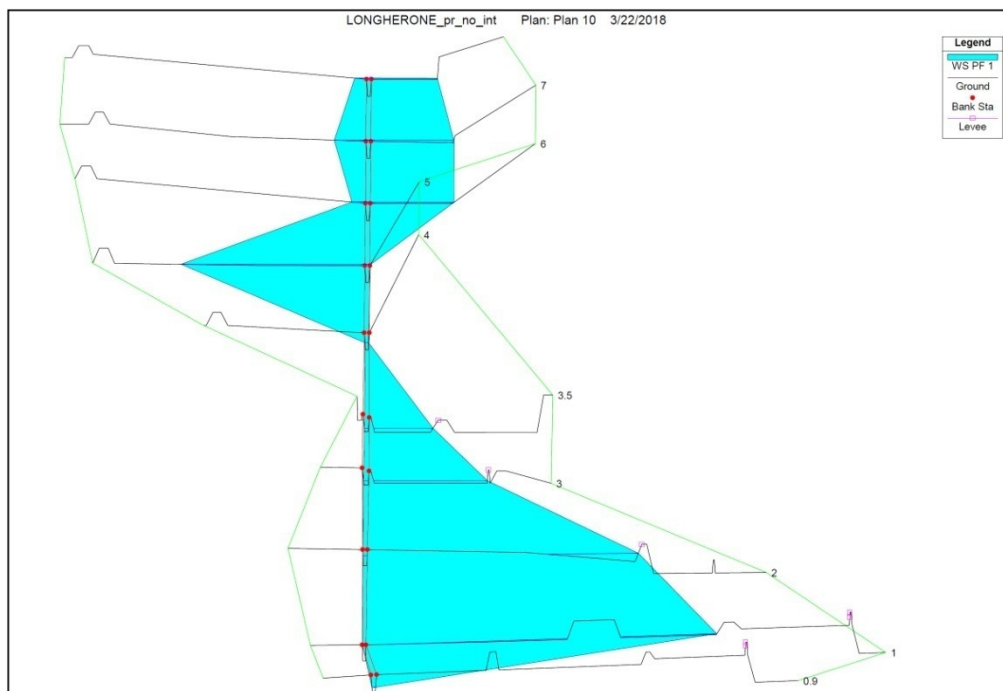 LONGHERONE_pr_no_int Plan: Plan 10 3/22/2018
Legend
WS PF 1
Ground
Bank Sta
Levee
7
6
5
4
3.5
3
2
1
0.9